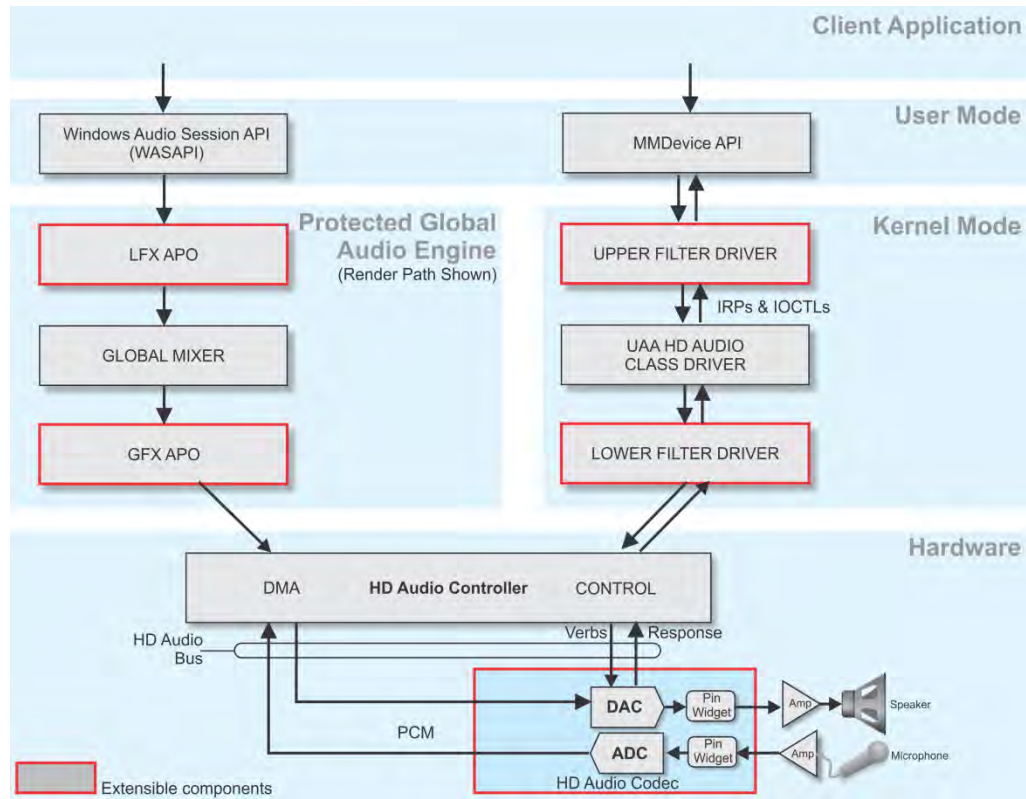 Client Application
User Mode
Windows Audio Session API
(WASAPI)
MMDevice API
Protected Global
Audio Engine
(Render Path Shown)
Kernel Mode
LFX APO
UPPER FILTER DRIVER
IRPs & IOCTLs
GLOBAL MIXER
UAA HD AUDIO
CLASS DRIVER
GFX APO
LOWER FILTER DRIVER
Hardware
DMA
HD Audio Controller
CONTROL
HD Audio
Bus
Verbs
Response
DAC
Pin
Widget
Amp
Speaker
PCM
ADC
Pin
Widget
Amp
Microphone
HD Audio Codec
Extensible components